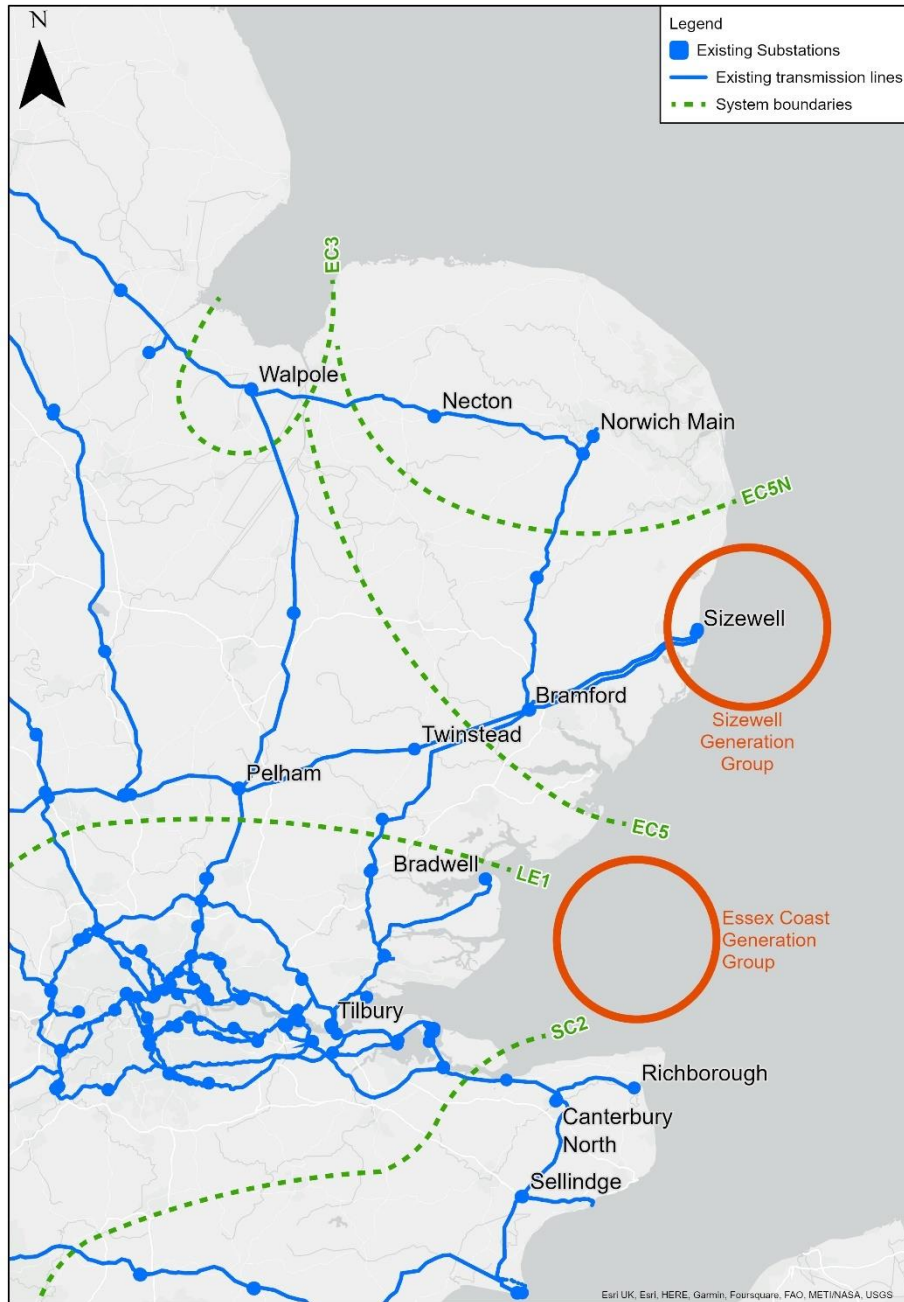 N
Legend
Existing Substations
Existing transmission lines
System boundaries
EC3
Walpole
Necton
Norwich Main
EC5N
Sizewell
Sizewell
Generation
Group
Bramford
Twinstead
Pelham
EC5
LE1
Bradwell
Essex Coast
Generation
Group
Tilbury
SC2
Richborough
Canterbury
North
Sellindge
Esri UK, Esri, HERE, Garmin, Foursquare, FAO, METI/NASA, USGS